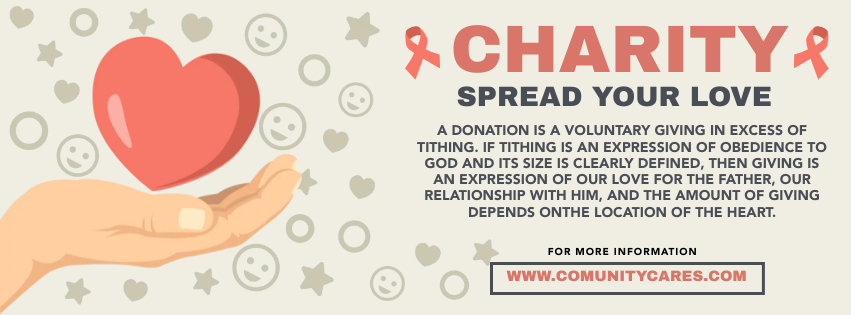 CHARITY
SPREAD YOUR LOVE
A DONATION IS A VOLUNTARY GIVING IN EXCESS OF
TITHING. IF TITHING IS AN EXPRESSION OF OBEDIENCE TO
GOD AND ITS SIZE IS CLEARLY DEFINED, THEN GIVING IS
AN EXPRESSION OF OUR LOVE FOR THE FATHER, OUR
RELATIONSHIP WITH HIM, AND THE AMOUNT OF GIVING
DEPENDS ONTHE LOCATION OF THE HEART.
FOR MORE INFORMATION
WWW.COMUNITYCARES.COM